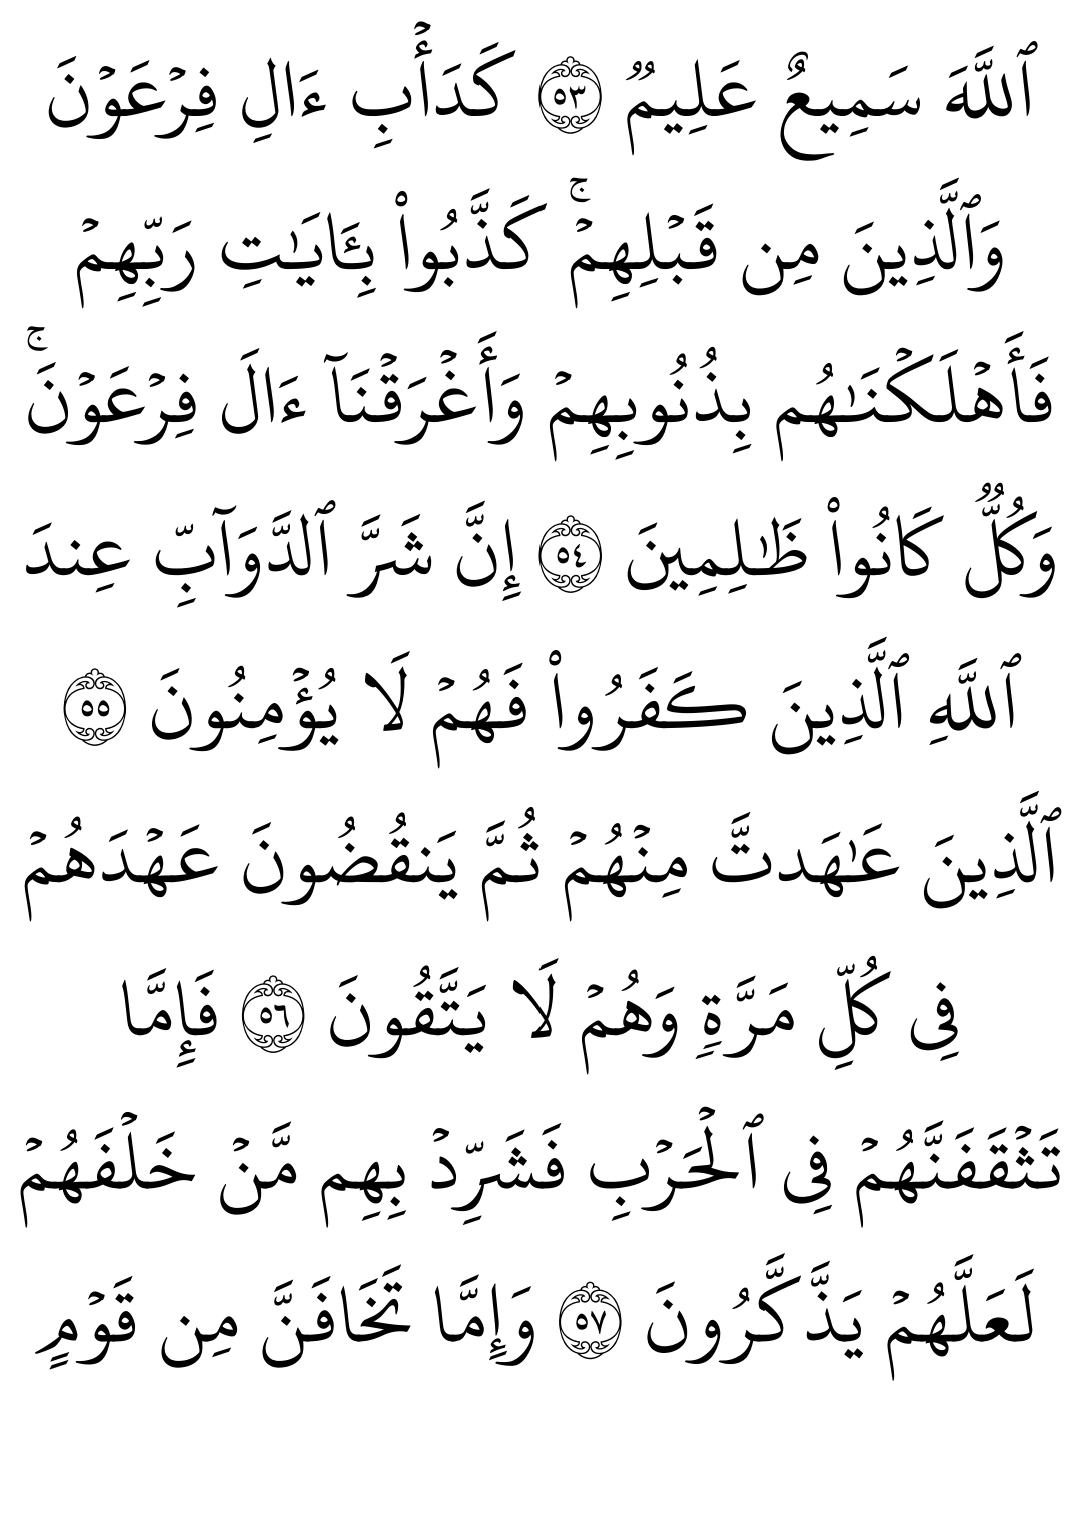 ٱللَّهَ سَمِيعٌ عَلِيمٌۭ ٥٣ كَدَأْبِ ءَالِ فِرْعَوْنَ
وَٱلَّذِينَ مِن قَبْلِهِمْ ۚ كَذَّبُوا۟ بِـَٔايَـٰتِ رَبِّهِمْ
فَأَهْلَكْنَـٰهُم بِذُنُوبِهِمْ وَأَغْرَقْنَآ ءَالَ فِرْعَوْنَ ۚ
وَكُلٌّۭ كَانُوا۟ ظَـٰلِمِينَ ٥٤ إِنَّ شَرَّ ٱلدَّوَآبِّ عِندَ
ٱللَّهِ ٱلَّذِينَ كَفَرُوا۟ فَهُمْ لَا يُؤْمِنُونَ ٥٥
ٱلَّذِينَ عَـٰهَدتَّ مِنْهُمْ ثُمَّ يَنقُضُونَ عَهْدَهُمْ
فِى كُلِّ مَرَّةٍۢ وَهُمْ لَا يَتَّقُونَ ٥٦ فَإِمَّا
تَثْقَفَنَّهُمْ فِى ٱلْحَرْبِ فَشَرِّدْ بِهِم مَّنْ خَلْفَهُمْ
لَعَلَّهُمْ يَذَّكَّرُونَ ٥٧ وَإِمَّا تَخَافَنَّ مِن قَوْمٍ